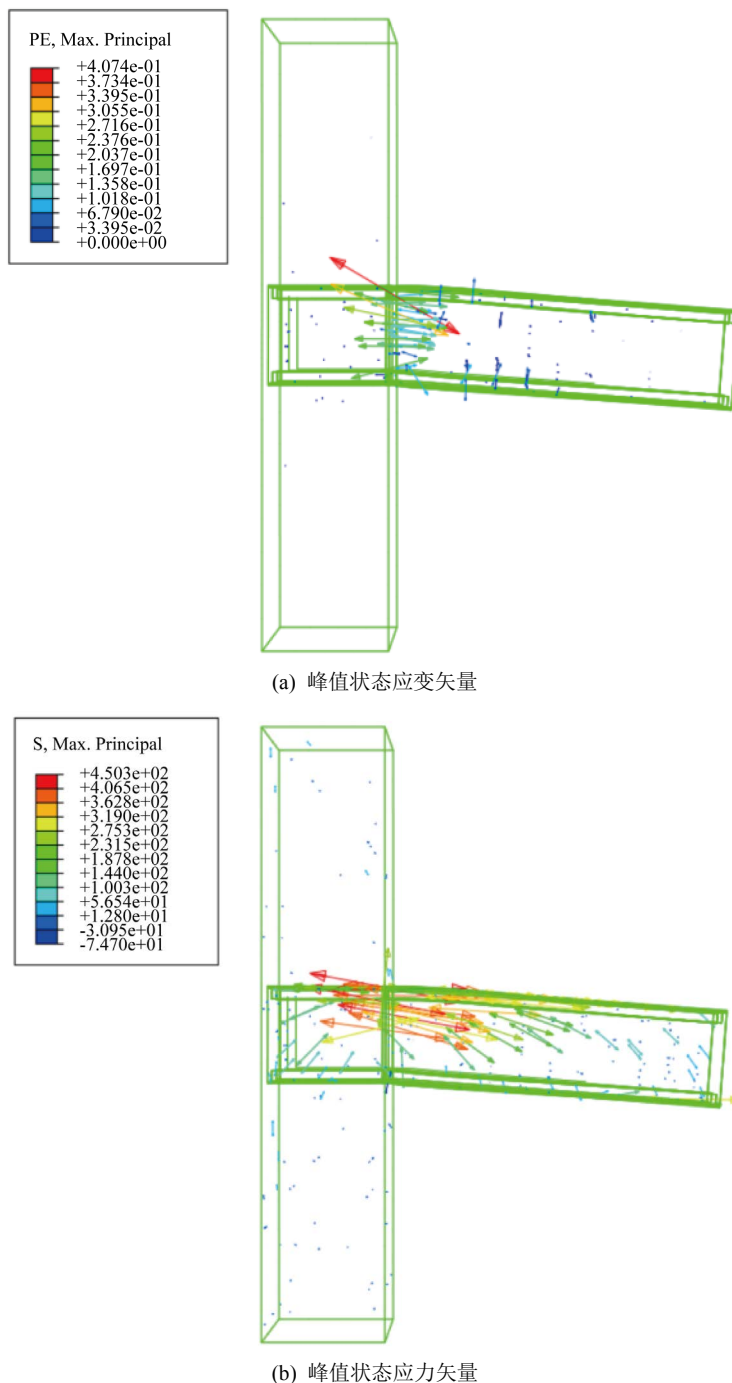 PE, Max. Principal
+4.074e-01
+3.734e-01
+3.395e-01
+3.055e-01
+2.716e-01
+2.376e-01
+2.037e-01
+1.697e-01
+1.358e-01
+1.018e-01
+6.790e-02
+3.395e-02
+0.000e+00
(a) 峰值状态应变矢量
S, Max. Principal
+4.503e+02
+4.065e+02
+3.628e+02
+3.190e+02
+2.753e+02
+2.315e+02
+1.878e+02
+1.440e+02
+1.003e+02
+5.654e+01
+1.280e+01
-3.095e+01
-7.470e+01
(b) 峰值状态应力矢量